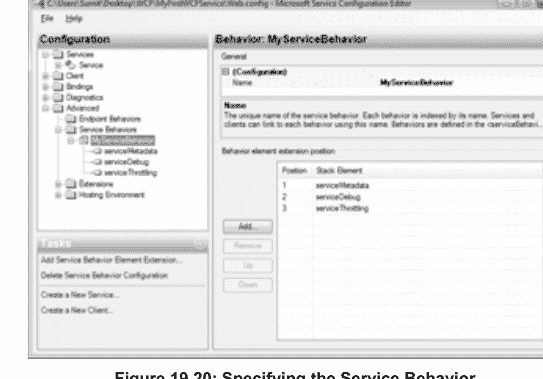 C:\Users\Sumit\Desktop\WCF\MyFirstWCFService\Web.config - Microsoft Service Configuration Editor
File Help
Configuration
Services
Service
Client
Bindings
Diagnostics
Advanced
Endpoint Behaviors
Service Behaviors
serviceMetadata
serviceDebug
serviceThrottling
Extensions
Hosting Environment
Tasks
Add Service Behavior Element Extension...
Delete Service Behavior Configuration
Create a New Service...
Create a New Client...
Behavior: MyServiceBehavior
General
(Configuration)
Name MyServiceBehavior
Name
The unique name of the service behavior. Each behavior is indexed by its name. Services and
clients can link to each behavior using this name. Behaviors are defined in the <serviceBehavi...
Behavior element extension position
Position Stack Element
1 serviceMetadata
2 serviceDebug
3 serviceThrottling
Add...
Remove
Up
Down
Figure 19.20: Specifying the Service Behavior